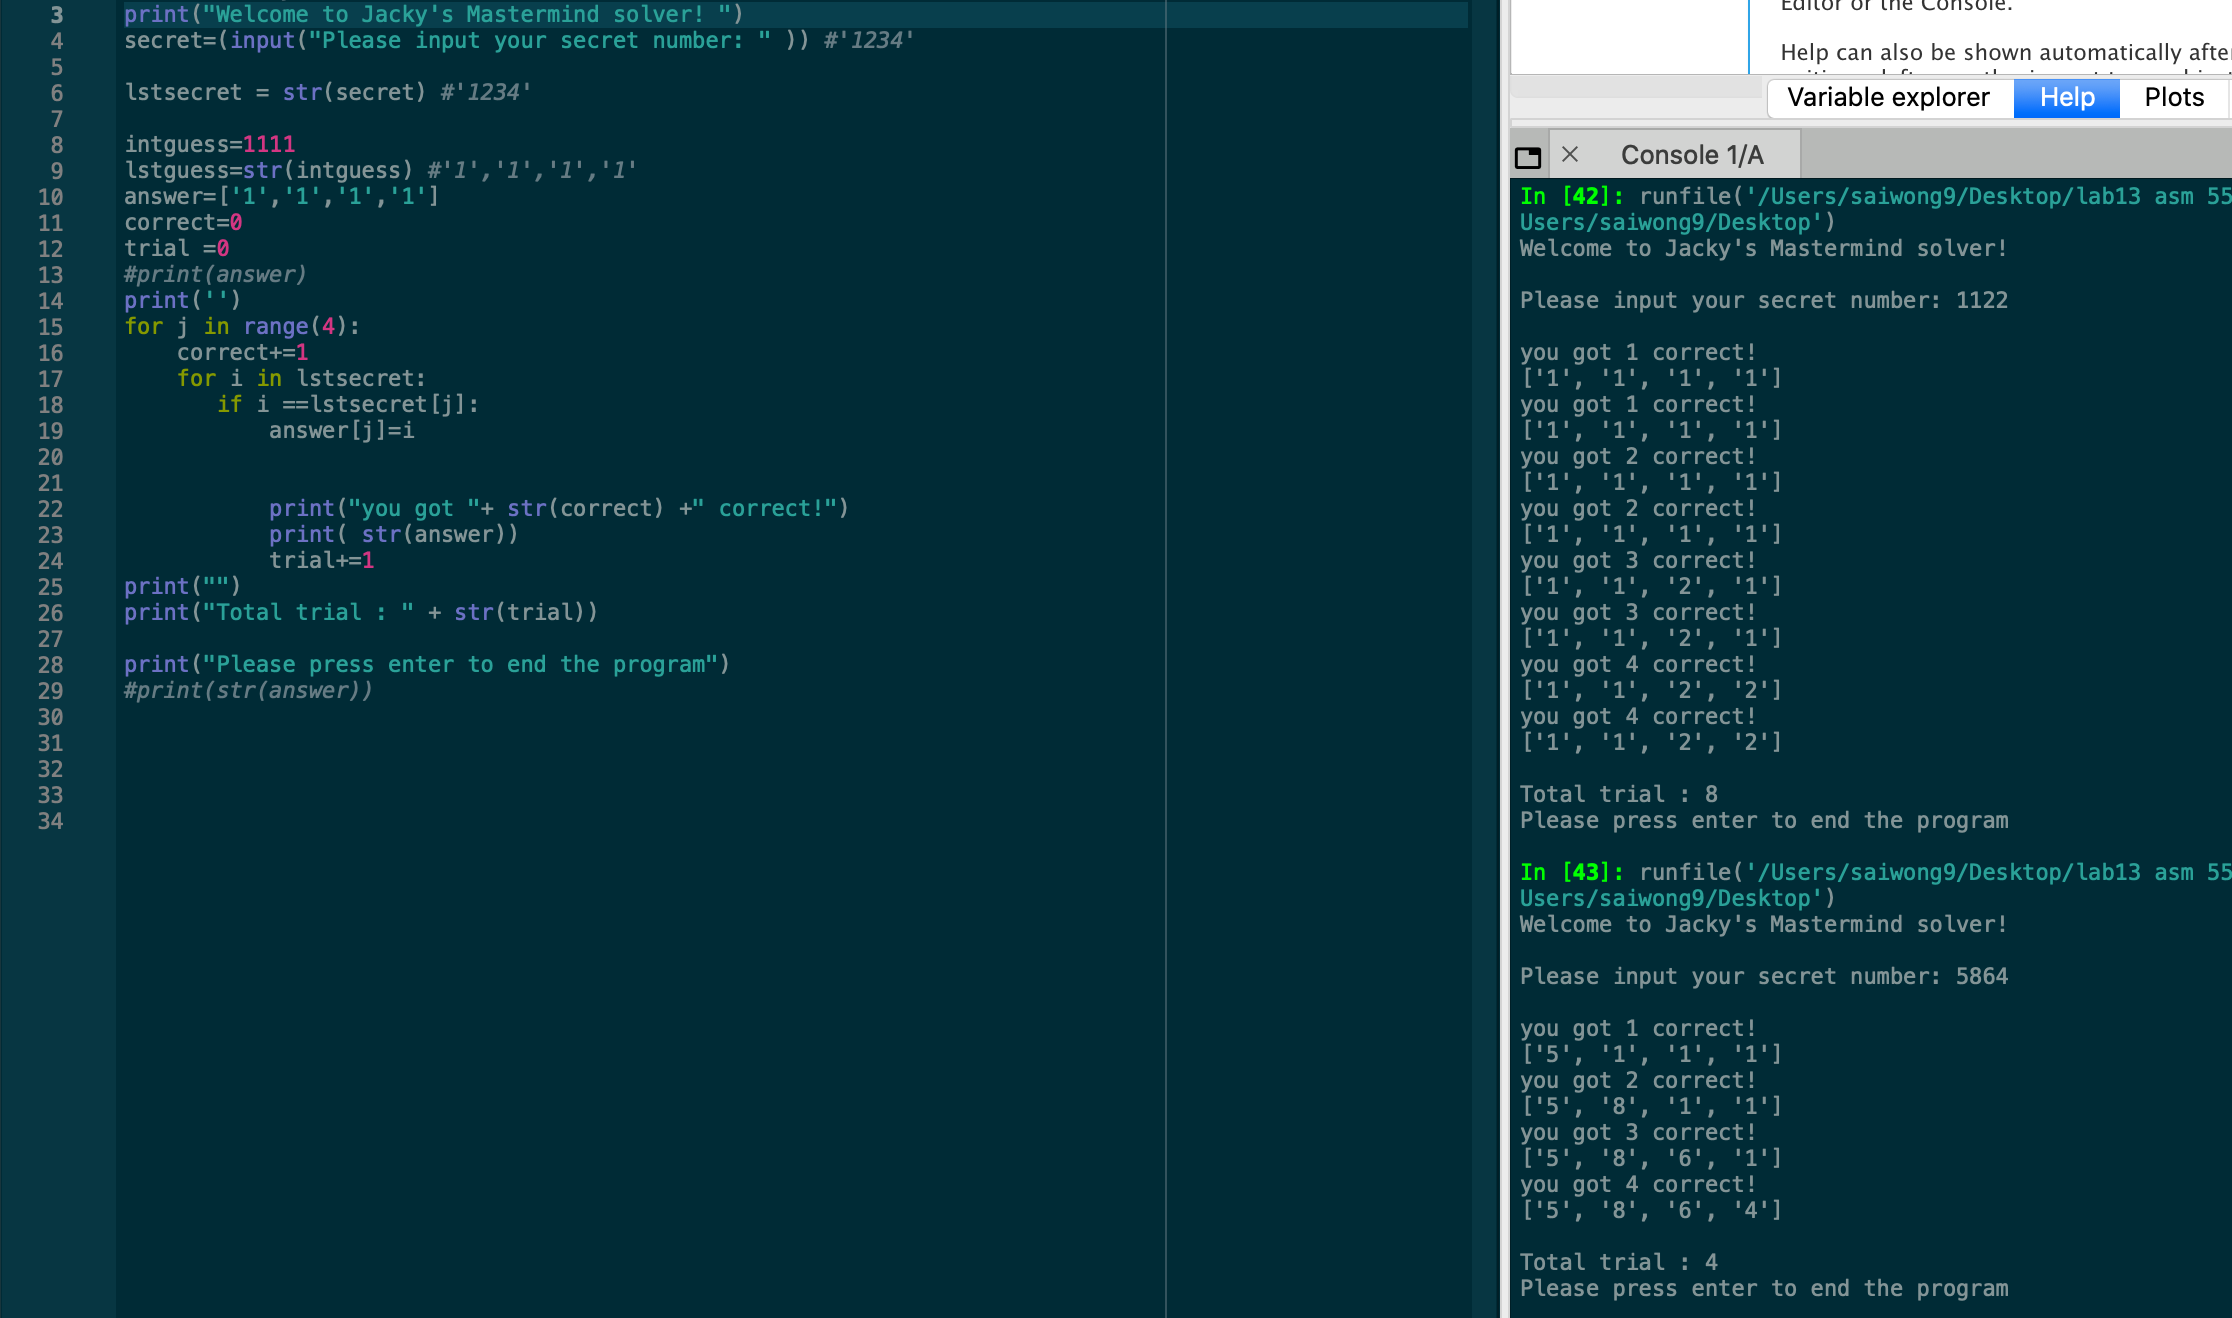 3 print("Welcome to Jacky's Mastermind solver! ")
4 secret=(input("Please input your secret number: " )) #'1234'
5
6 lstsecret = str(secret) #'1234'
7
8 intguess=1111
9 lstguess=str(intguess) #'1','1','1','1'
10 answer=['1','1','1','1']
11 correct=0
12 trial =0
13 #print(answer)
14 print('')
15 for j in range(4):
16     correct+=1
17     for i in lstsecret:
18        if i ==lstsecret[j]:
19            answer[j]=i
20
21
22            print("you got "+ str(correct) +" correct!")
23            print( str(answer))
24            trial+=1
25 print("")
26 print("Total trial : " + str(trial))
27
28 print("Please press enter to end the program")
29 #print(str(answer))
30
31
32
33
34
Editor or the Console.
Help can also be shown automatically after
Variable explorer Help Plots
Console 1/A
In [42]: runfile('/Users/saiwong9/Desktop/lab13 asm 55
Users/saiwong9/Desktop')
Welcome to Jacky's Mastermind solver!
Please input your secret number: 1122
you got 1 correct!
['1', '1', '1', '1']
you got 1 correct!
['1', '1', '1', '1']
you got 2 correct!
['1', '1', '1', '1']
you got 2 correct!
['1', '1', '1', '1']
you got 3 correct!
['1', '1', '2', '1']
you got 3 correct!
['1', '1', '2', '1']
you got 4 correct!
['1', '1', '2', '2']
you got 4 correct!
['1', '1', '2', '2']
Total trial : 8
Please press enter to end the program
In [43]: runfile('/Users/saiwong9/Desktop/lab13 asm 55
Users/saiwong9/Desktop')
Welcome to Jacky's Mastermind solver!
Please input your secret number: 5864
you got 1 correct!
['5', '1', '1', '1']
you got 2 correct!
['5', '8', '1', '1']
you got 3 correct!
['5', '8', '6', '1']
you got 4 correct!
['5', '8', '6', '4']
Total trial : 4
Please press enter to end the program